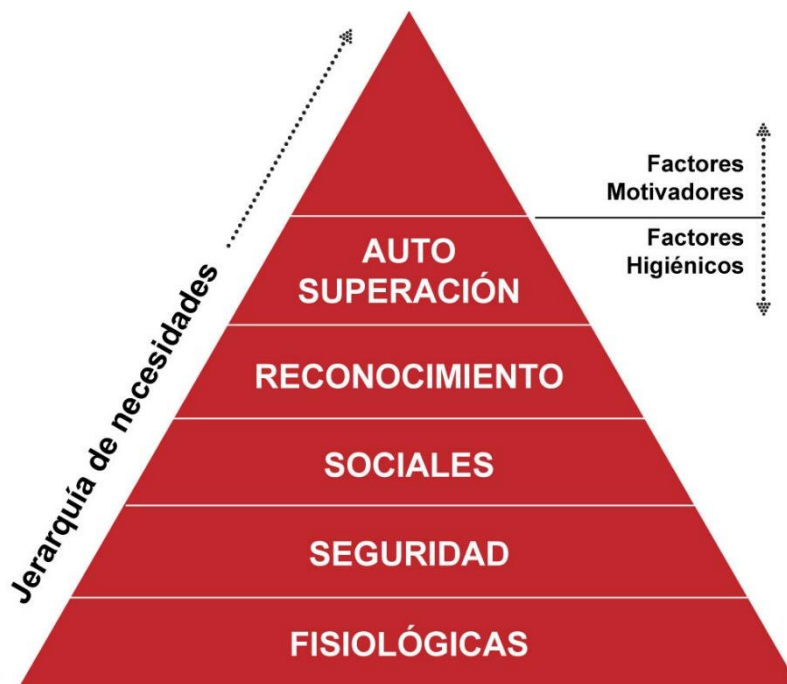 Factores
Motivadores
Factores
Higiénicos
AUTO
SUPERACIÓN
RECONOCIMIENTO
SOCIALES
SEGURIDAD
FISIOLÓGICAS
Jerarquía de necesidades